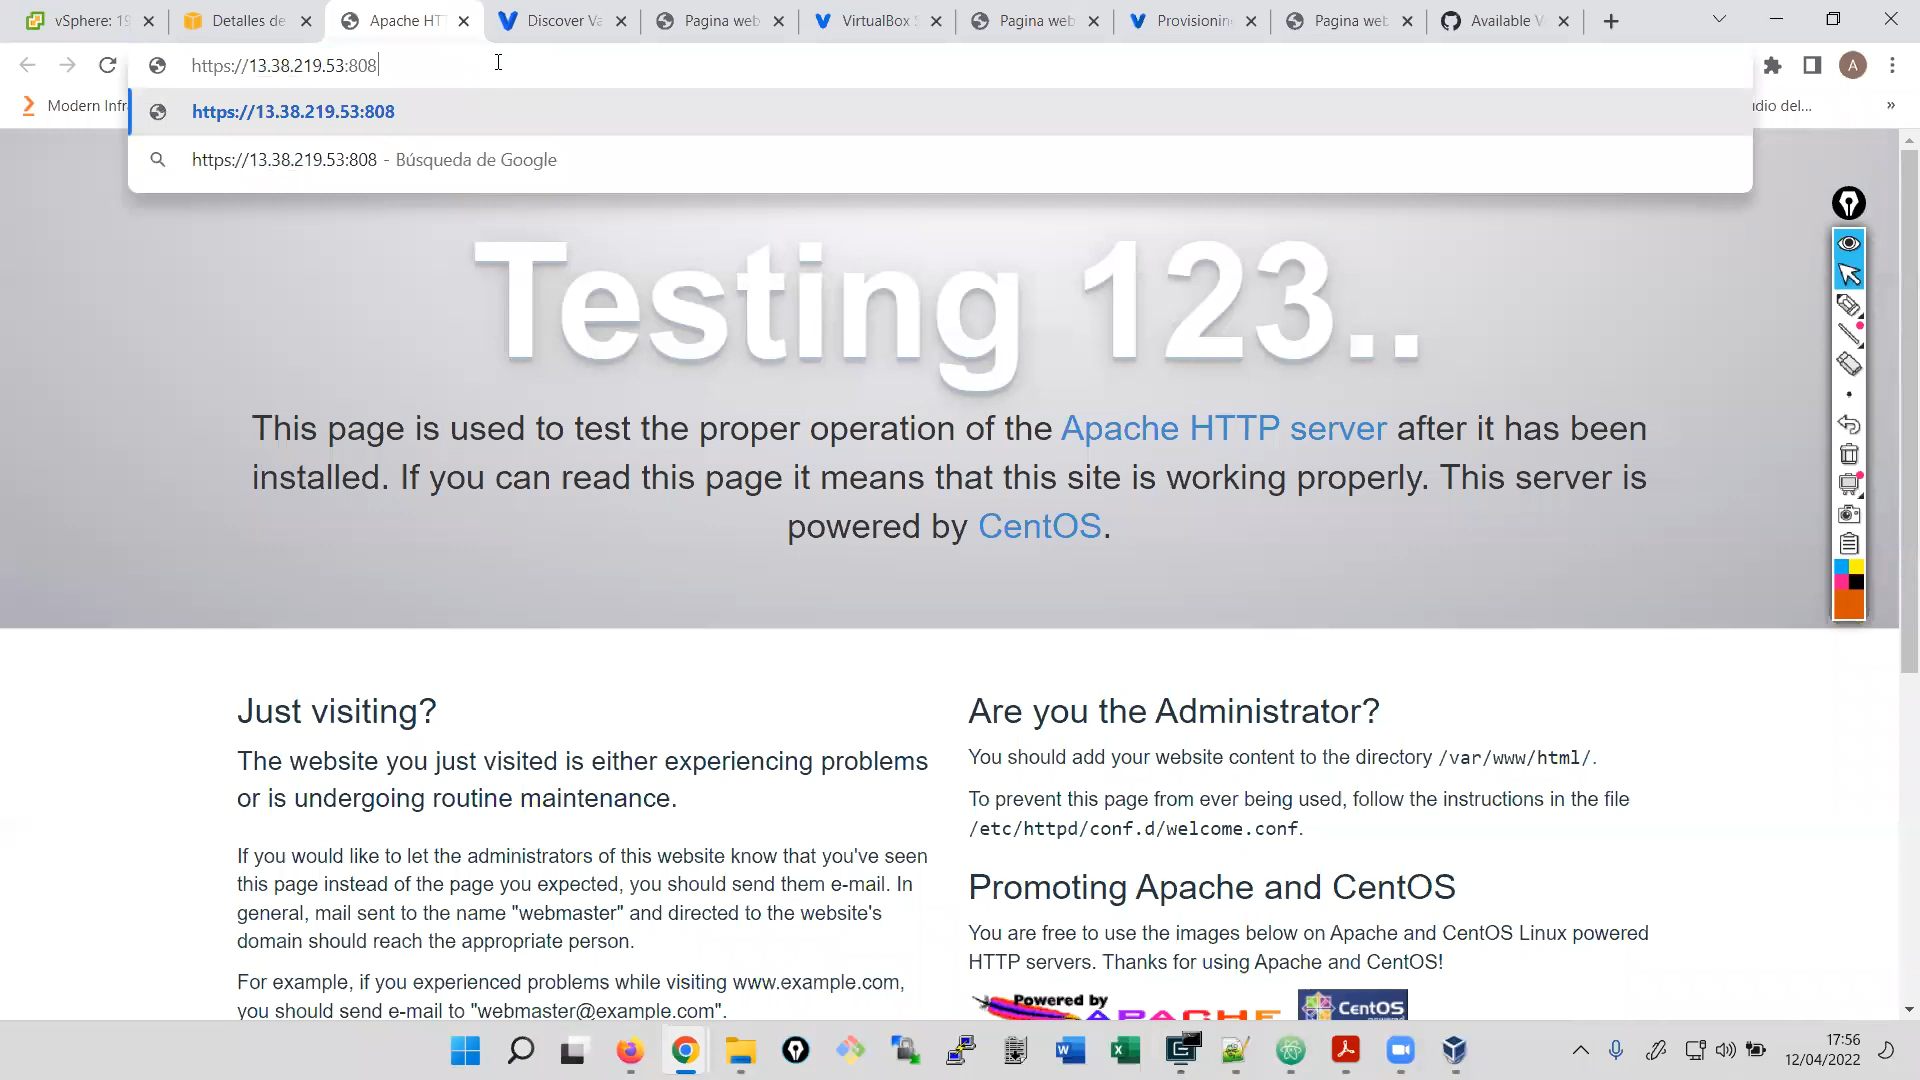 vSphere: 19
Detalles de
Apache HT
Discover Va
Pagina web
VirtualBox
Pagina web
Provisionin
Pagina web
Available V
https://13.38.219.53:808
A
Modern Infr
https://13.38.219.53:808
udio del...
»
https://13.38.219.53:808 - Búsqueda de Google
Testing 123..
This page is used to test the proper operation of the Apache HTTP server after it has been
installed. If you can read this page it means that this site is working properly. This server is
powered by CentOS.
Just visiting?
The website you just visited is either experiencing problems
or is undergoing routine maintenance.
If you would like to let the administrators of this website know that you've seen
this page instead of the page you expected, you should send them e-mail. In
general, mail sent to the name "webmaster" and directed to the website's
domain should reach the appropriate person.
For example, if you experienced problems while visiting www.example.com,
you should send e-mail to "webmaster@example.com".
Are you the Administrator?
You should add your website content to the directory /var/www/html/.
To prevent this page from ever being used, follow the instructions in the file
/etc/httpd/conf.d/welcome.conf.
Promoting Apache and CentOS
You are free to use the images below on Apache and CentOS Linux powered
HTTP servers. Thanks for using Apache and CentOS!
Powered by
APACHE
CentOS
17:56
12/04/2022